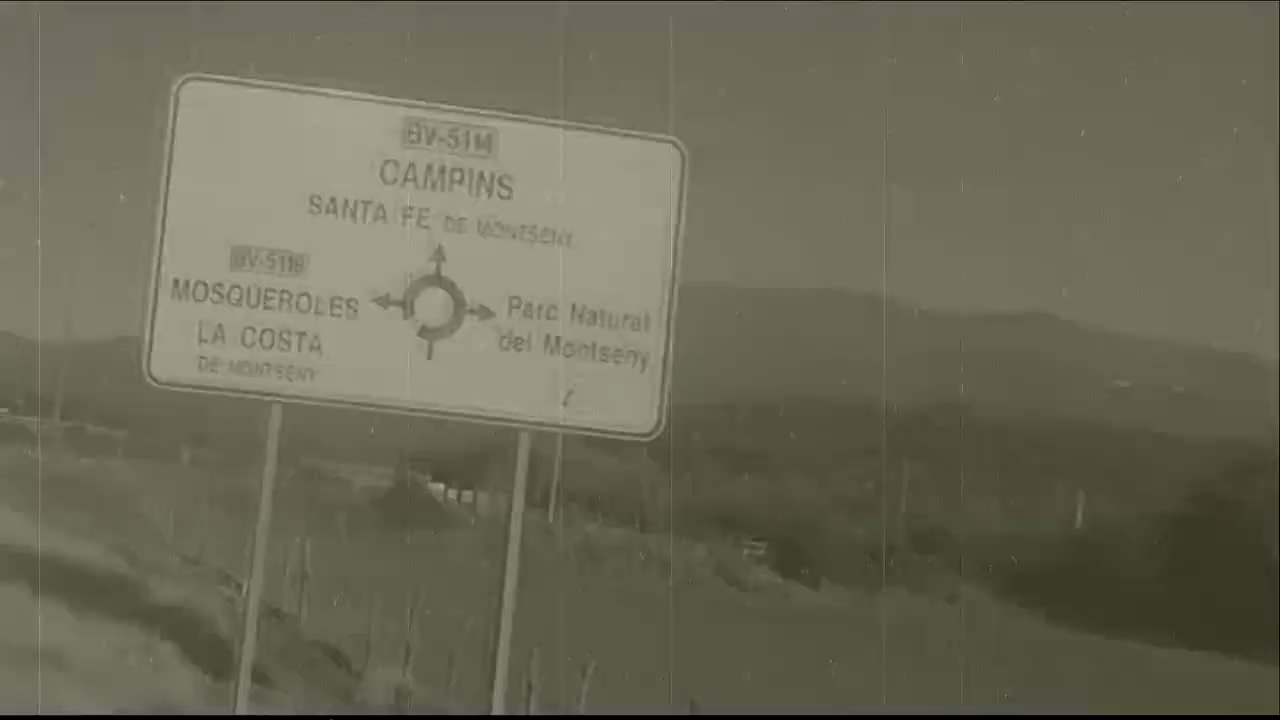 BV-5114
CAMPINS
SANTA FE DE MONTSENY
BV-5119
MOSQUEROLES
LA COSTA
DE MONTSENY
Parc Natural
del Montseny